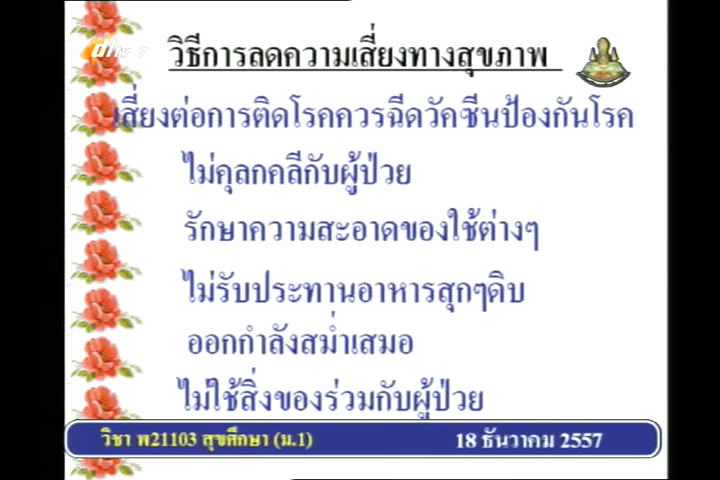 dltv 7
วิธีการลดความเสี่ยงทางสุขภาพ
เสี่ยงต่อการติดโรคควรฉีดวัคซีนป้องกันโรค
ไม่คุลกคลีกับผู้ป่วย
รักษาความสะอาดของใช้ต่างๆ
ไม่รับประทานอาหารสุกๆดิบ
ออกกำลังสม่ำเสมอ
ไม่ใช้สิ่งของร่วมกับผู้ป่วย
วิชา พ21103 สุขศึกษา (ม.1) 18 ธันวาคม 2557